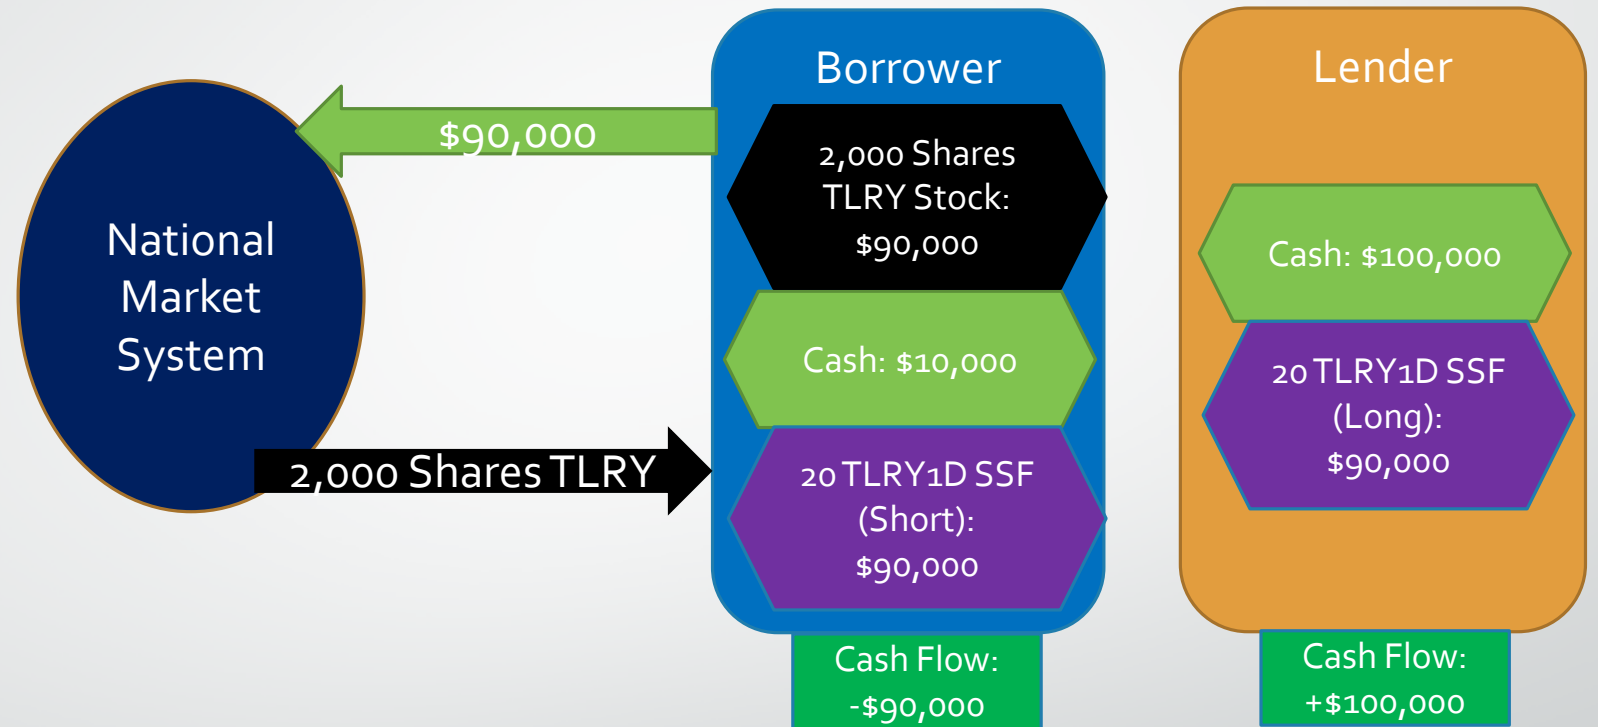 National
Market
System
$90,000
2,000 Shares TLRY
Borrower
2,000 Shares
TLRY Stock:
$90,000
Cash: $10,000
20 TLRY1D SSF
(Short):
$90,000
Cash Flow:
-$90,000
Lender
Cash: $100,000
20 TLRY1D SSF
(Long):
$90,000
Cash Flow:
+$100,000